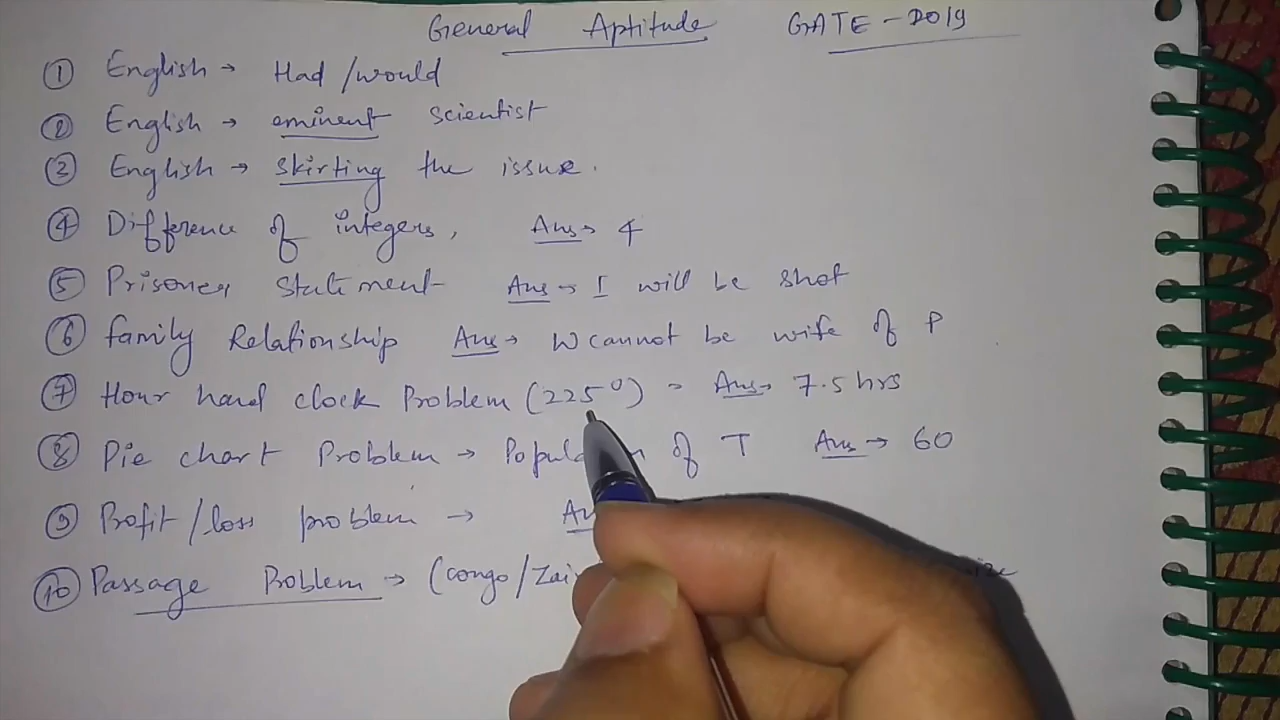 General Aptitude GATE-2019
① English → Had/would
② English → eminent scientist
③ English → skirting the issue.
④ Difference of integers, Ans→ 4
⑤ Prisoner Statement Ans→ I will be shot
⑥ Family Relationship Ans→ W cannot be wife of P
⑦ Hour hand clock Problem (225°) - Ans→ 7.5 hrs
⑧ Pie chart Problem → of T Ans→ 60
⑨ Profit/loss problem →
⑩ Passage Problem → (Congo/